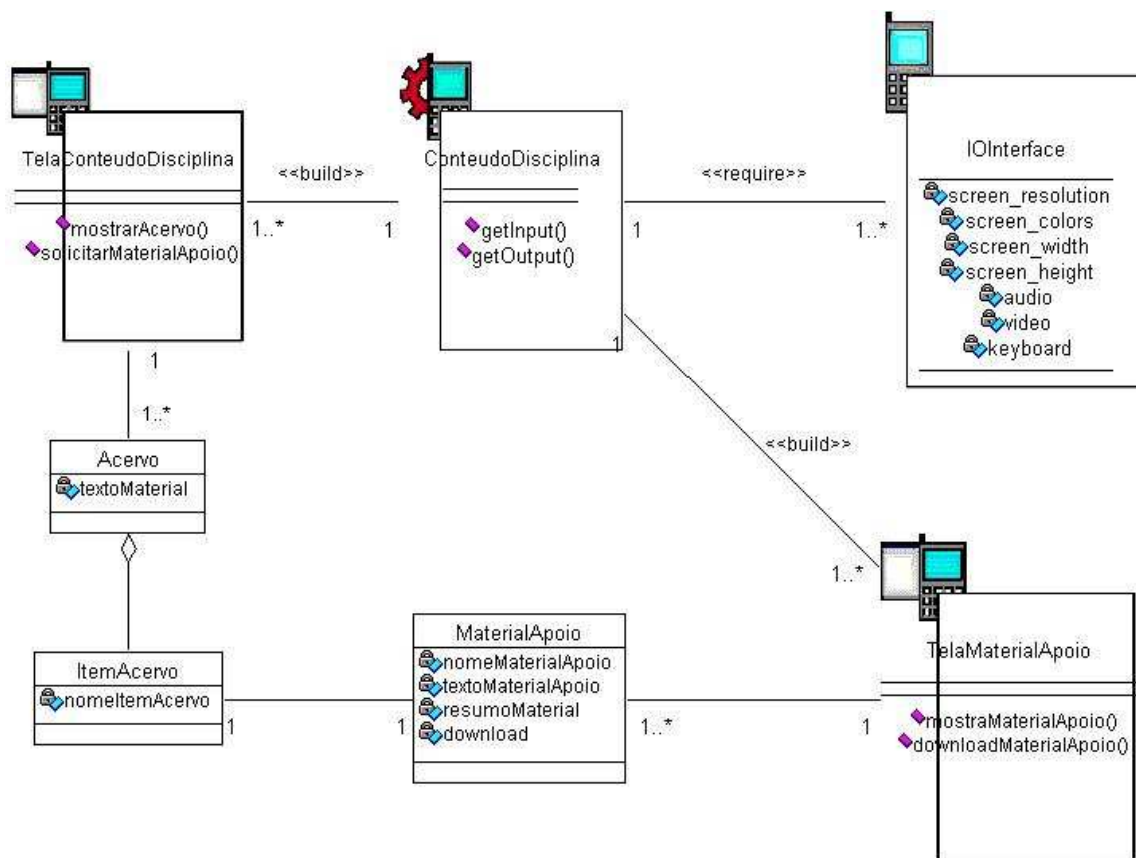 TelaConteudoDisciplina
mostrarAcervo()
solicitarMaterialApoio()
<<build>>
1..*
1
ConteudoDisciplina
getInput()
getOutput()
<<require>>
1
1..*
IOInterface
screen_resolution
screen_colors
screen_width
screen_height
audio
video
keyboard
1
1..*
1
<<build>>
1..*
Acervo
textoMaterial
ItemAcervo
nomeItemAcervo
1
1
MaterialApoio
nomeMaterialApoio
textoMaterialApoio
resumoMaterial
download
1..*
1
TelaMaterialApoio
mostraMaterialApoio()
downloadMaterialApoio()